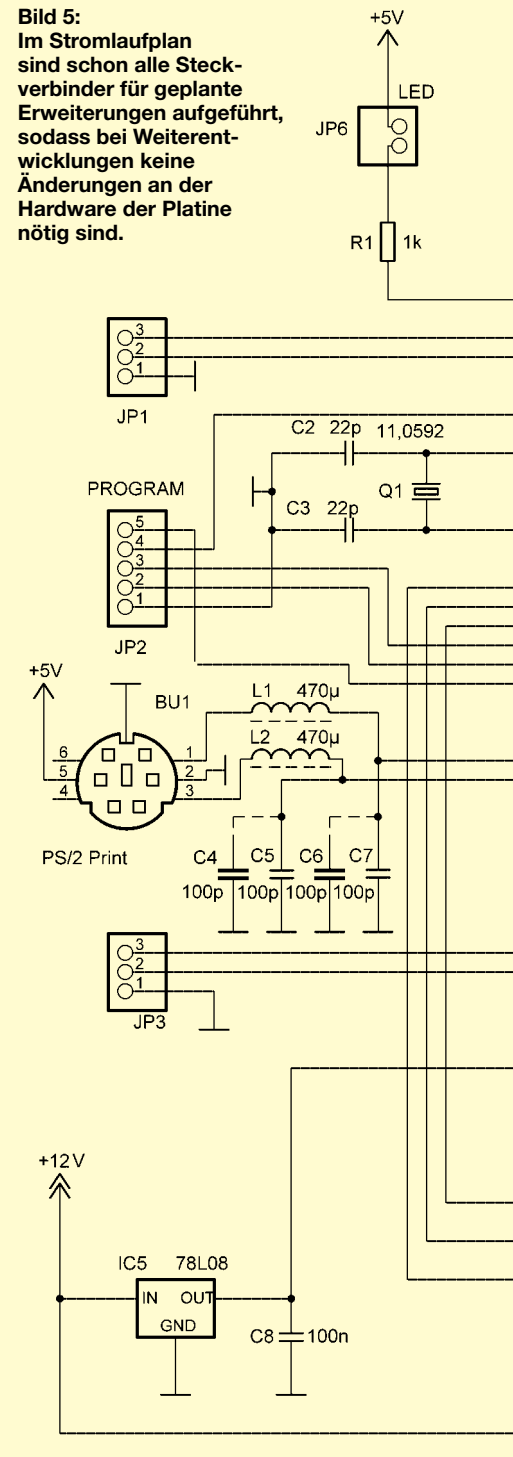 Bild 5:
Im Stromlaufplan
sind schon alle Steck-
verbinder für geplante
Erweiterungen aufgeführt,
sodass bei Weiterent-
wicklungen keine
Änderungen an der
Hardware der Platine
nötig sind.
+5V
LED
JP6
R1 1k
3
2
1
JP1
C2 22p 11,0592
Q1
C3 22p
PROGRAM
5
4
3
2
1
JP2
+5V
BU1
L1 470µ
L2 470µ
6 1
5 2
4 3
PS/2 Print
C4 C5 C6 C7
100p 100p 100p 100p
3
2
1
JP3
+12V
IC5 78L08
IN OUT
GND
C8 100n